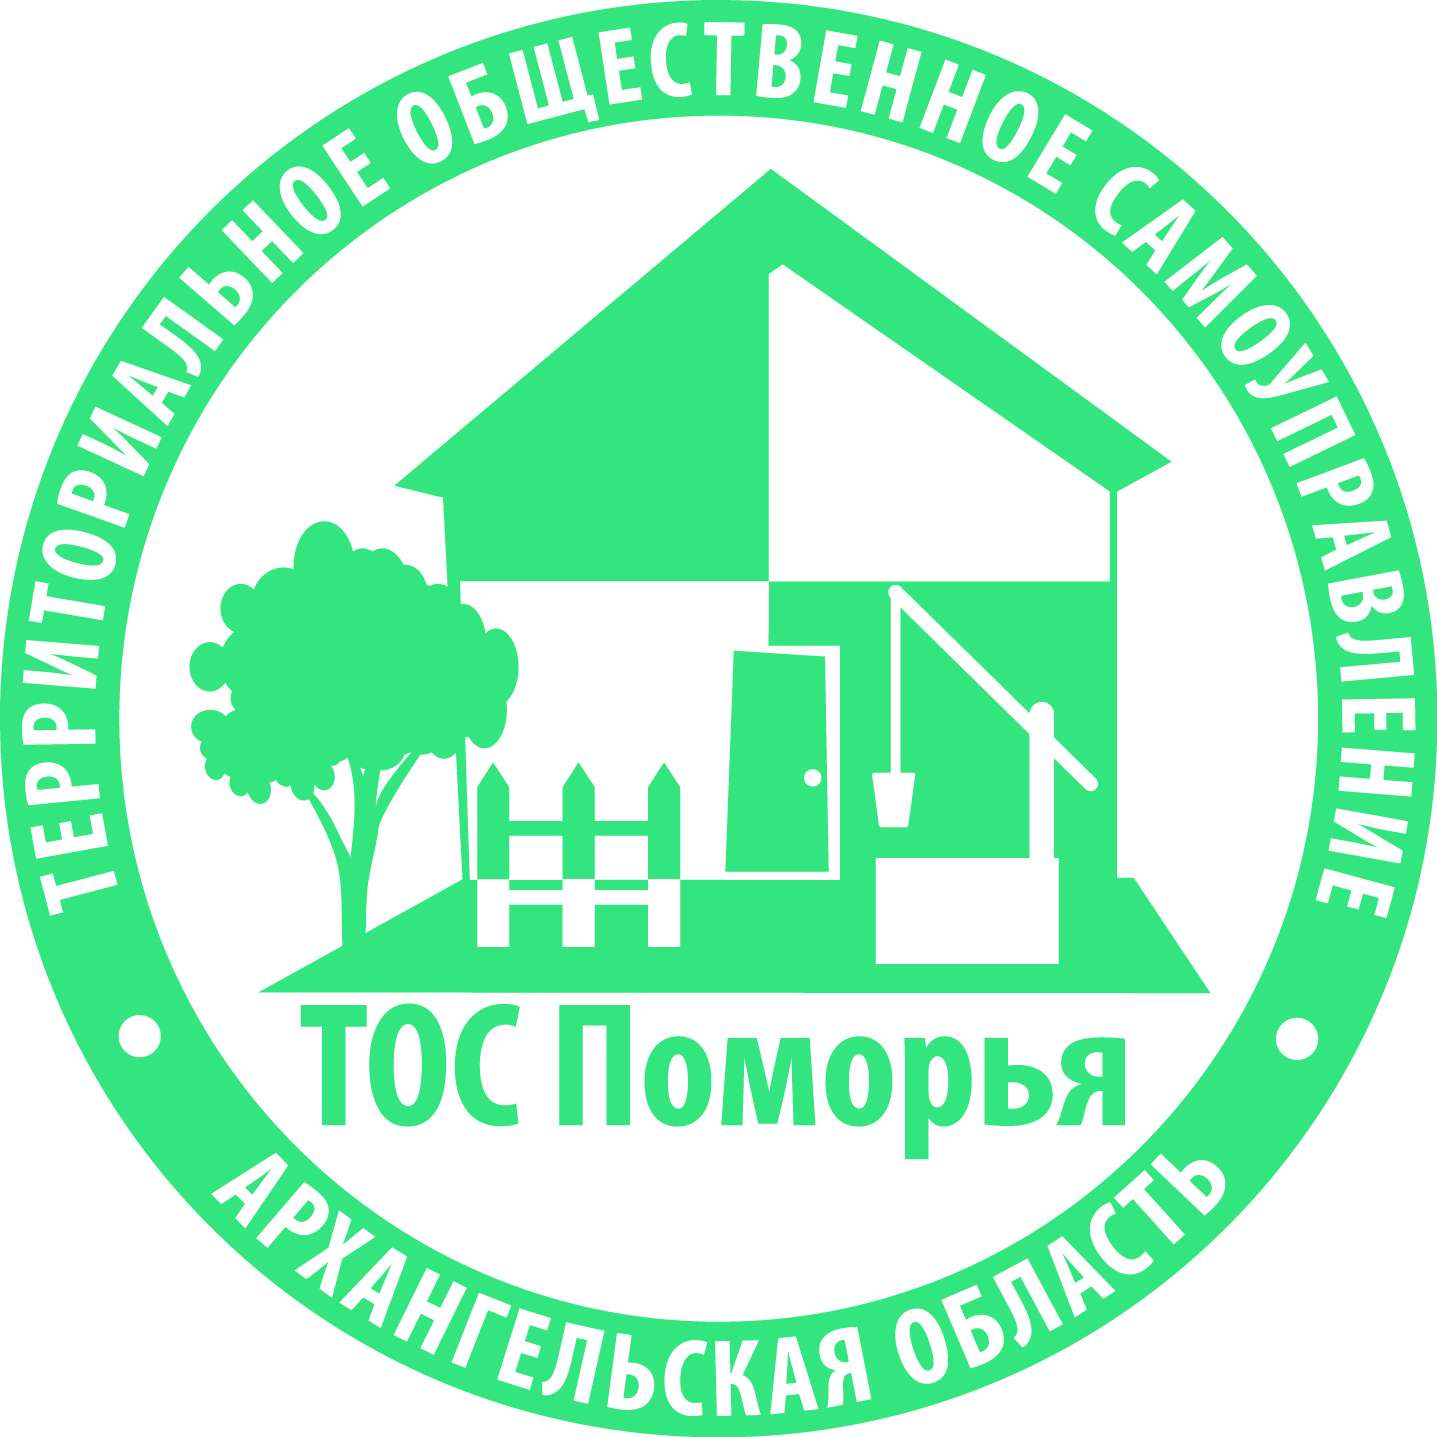 ТЕРРИТОРИАЛЬНОЕ ОБЩЕСТВЕННОЕ САМОУПРАВЛЕНИЕ
ТОС Поморья
АРХАНГЕЛЬСКАЯ ОБЛАСТЬ